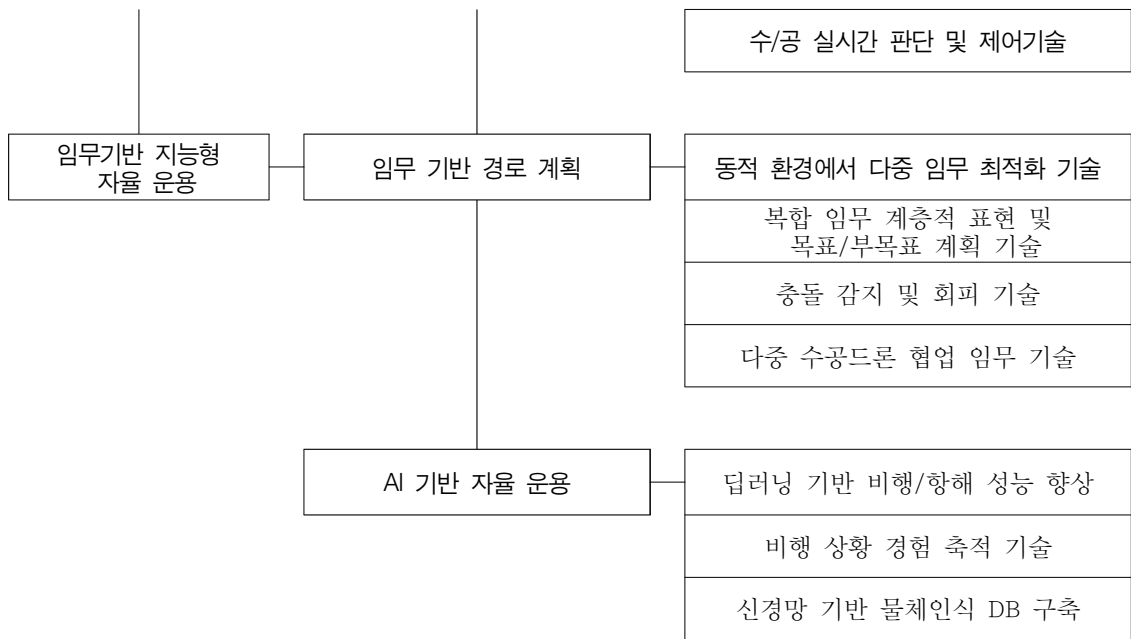 수/공 실시간 판단 및 제어기술
임무기반 지능형
자율 운용
임무 기반 경로 계획
동적 환경에서 다중 임무 최적화 기술
복합 임무 계층적 표현 및
목표/부목표 계획 기술
충돌 감지 및 회피 기술
다중 수공드론 협업 임무 기술
AI 기반 자율 운용
딥러닝 기반 비행/항해 성능 향상
비행 상황 경험 축적 기술
신경망 기반 물체인식 DB 구축